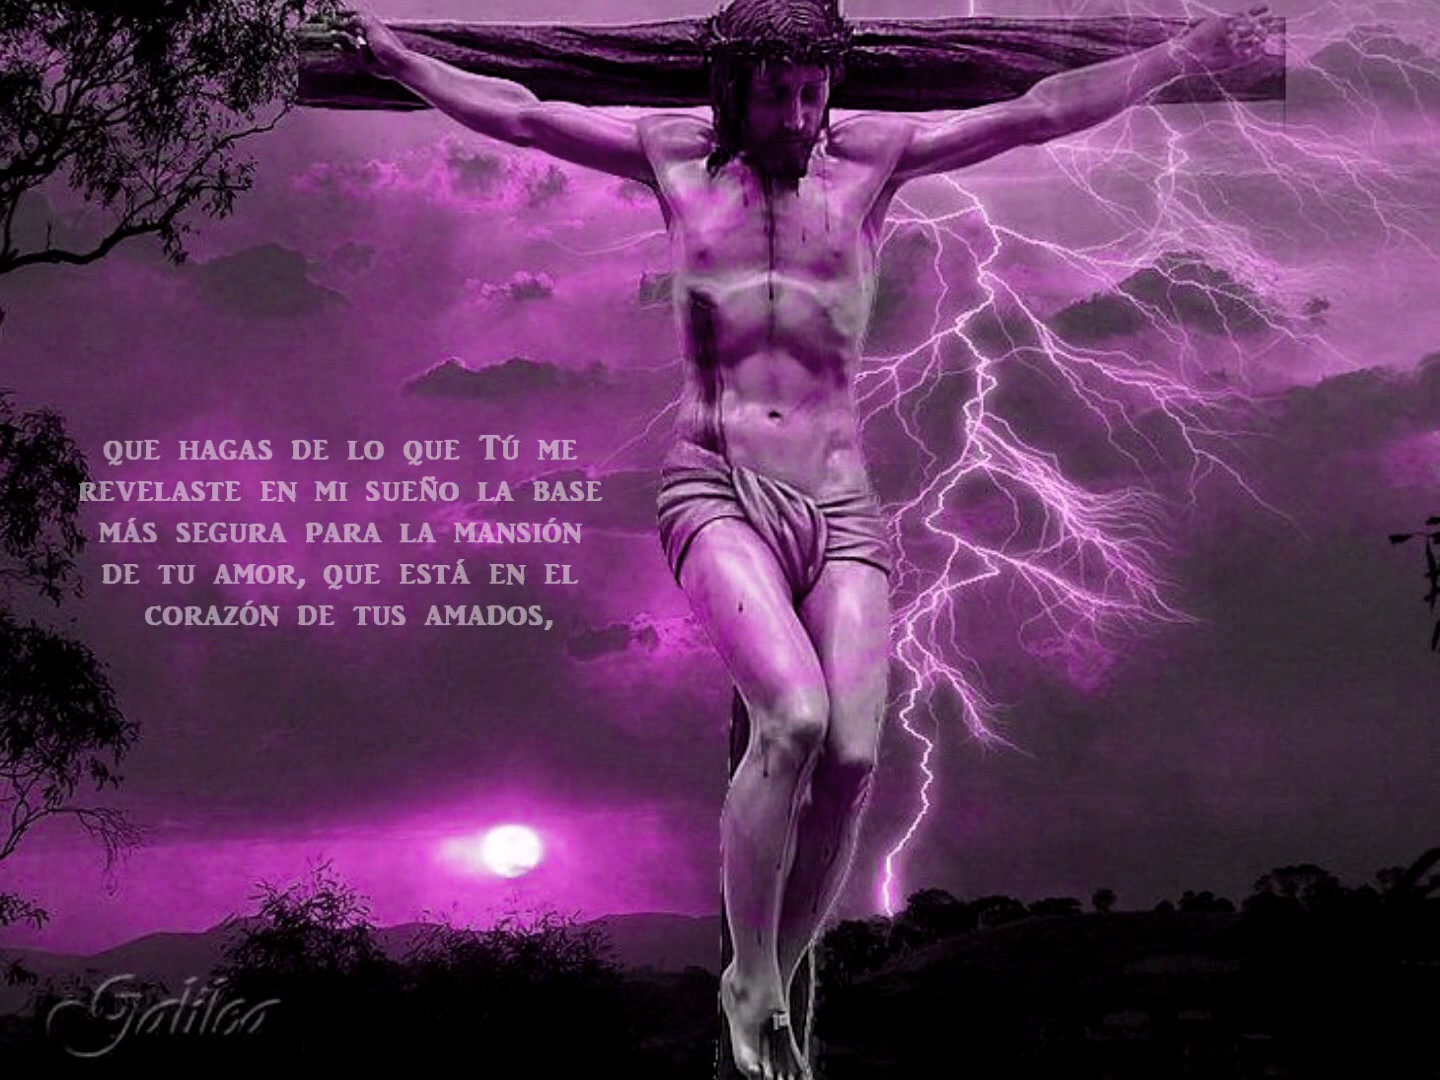 que hagas de lo que Tú me
revelaste en mi sueño la base
más segura para la mansión
de tu amor, que está en el
corazón de tus amados,
Galilea